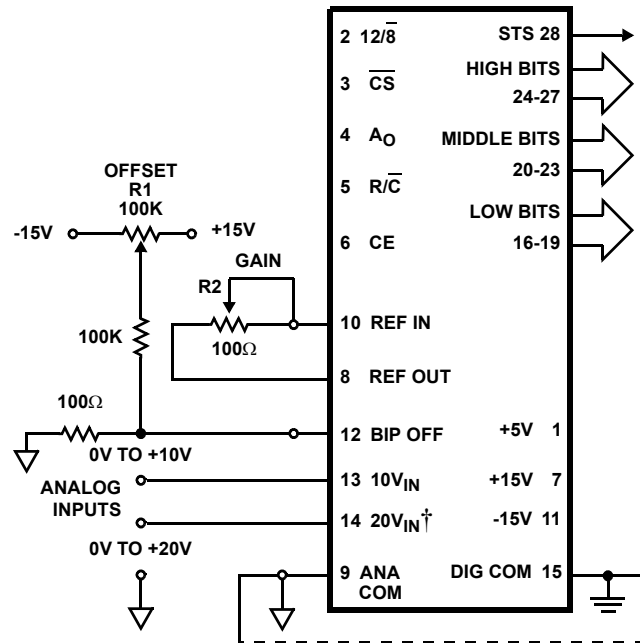 2 12/8̅ STS 28
HIGH BITS
24-27
3 C̅S̅
4 AO MIDDLE BITS
20-23
5 R/C̅
LOW BITS
16-19
6 CE
OFFSET
R1
100K
-15V +15V
GAIN
R2
100Ω
10 REF IN
100K
8 REF OUT
100Ω
12 BIP OFF +5V 1
0V TO +10V
13 10VIN +15V 7
ANALOG
INPUTS
14 20VIN† -15V 11
0V TO +20V
9 ANA
COM
DIG COM 15